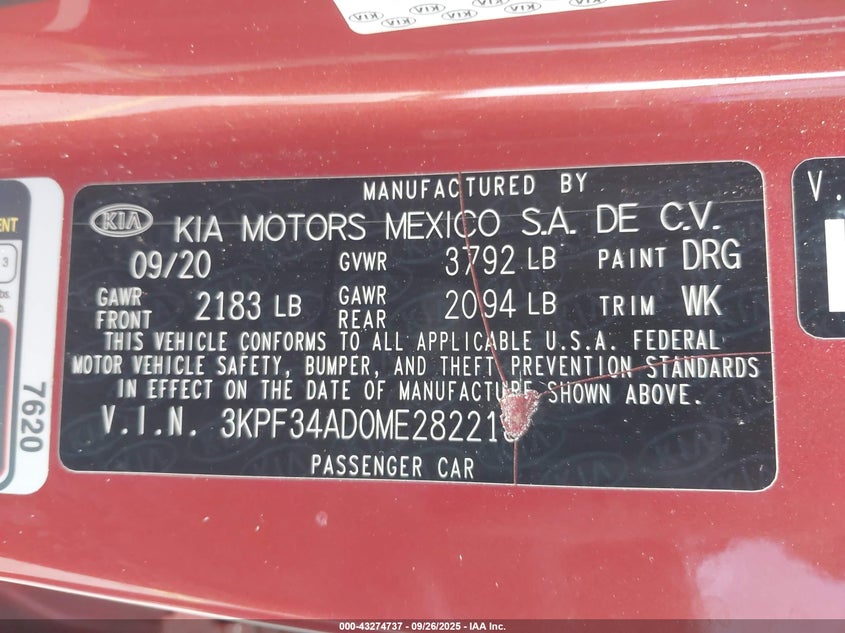 KIA
MANUFACTURED BY
KIA MOTORS MEXICO S.A. DE C.V.
09/20 GVWR 3792 LB PAINT DRG
GAWR FRONT 2183 LB GAWR REAR 2094 LB TRIM WK
THIS VEHICLE CONFORMS TO ALL APPLICABLE U.S.A. FEDERAL
MOTOR VEHICLE SAFETY, BUMPER, AND THEFT PREVENTION STANDARDS
IN EFFECT ON THE DATE OF MANUFACTURE SHOWN ABOVE.
V.I.N. 3KPF34AD0ME28221
PASSENGER CAR
7620
3
V.
000-43274737 - 09/26/2025 - IAA Inc.